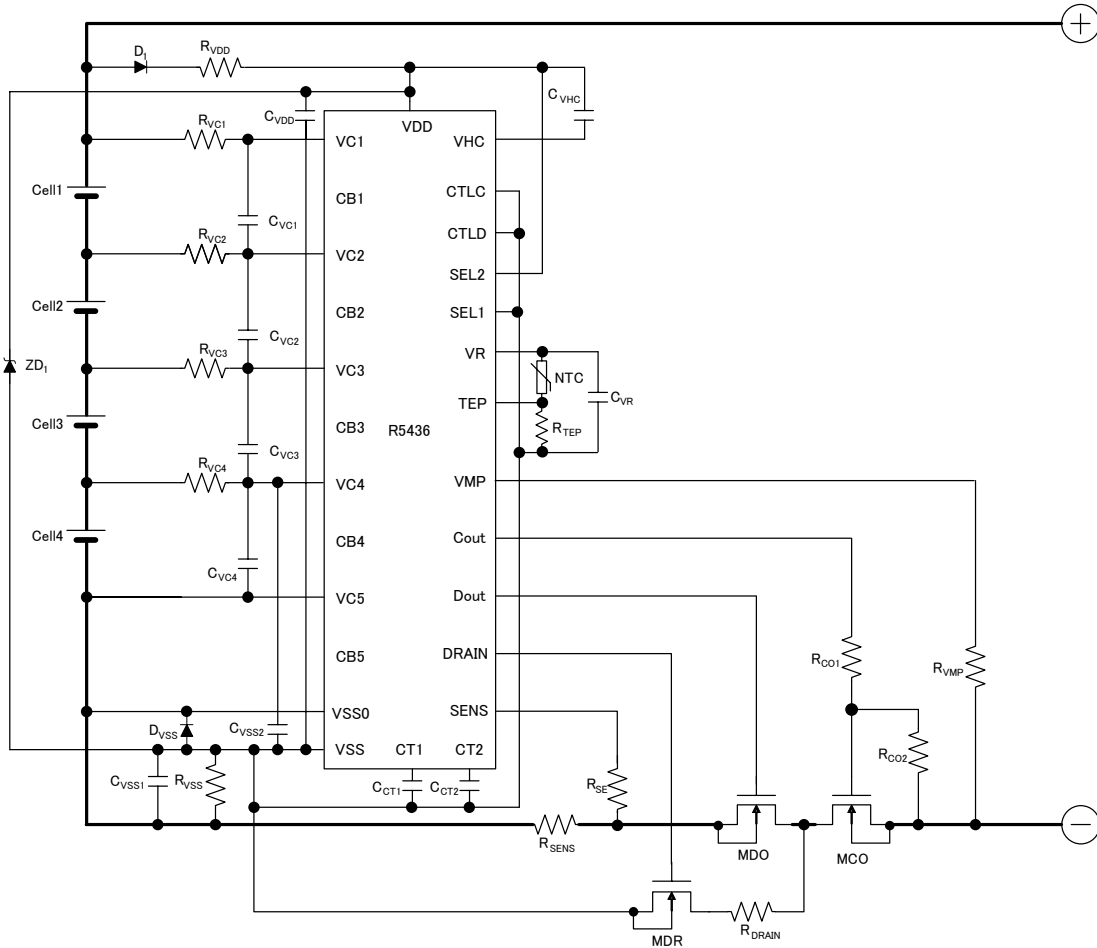 +
D1
RVDD
CVHC
CVDD
VDD
RVC1
VC1
VHC
Cell1
CTLC
CB1
CVC1
CTLD
RVC2
VC2
SEL2
Cell2
CB2
SEL1
CVC2
ZD1
RVC3
VC3
VR
NTC
CVR
TEP
RTEP
Cell3
CB3
R5436
CVC3
RVC4
VC4
VMP
Cell4
CB4
Cout
CVC4
VC5
Dout
CB5
DRAIN
RCO1
RVMP
VSS0
SENS
DVSS
CVSS2
VSS
CT1
CT2
RCO2
CVSS1
RVSS
CCT1
CCT2
RSE
RSENS
MDO
MCO
−
MDR
RDRAIN